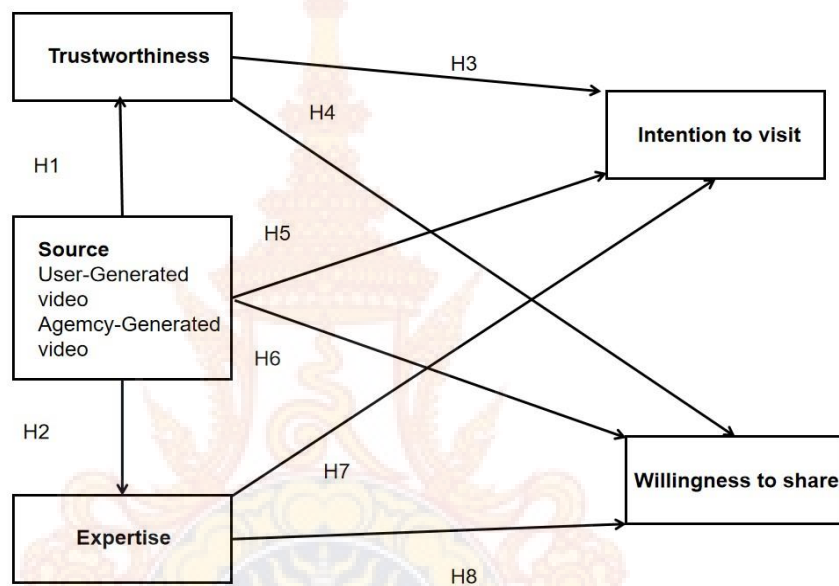 Trustworthiness
H3
H4
Intention to visit
H1
Source
User-Generated
video
Agemcy-Generated
video
H5
H6
H2
H7
Willingness to share
Expertise
H8